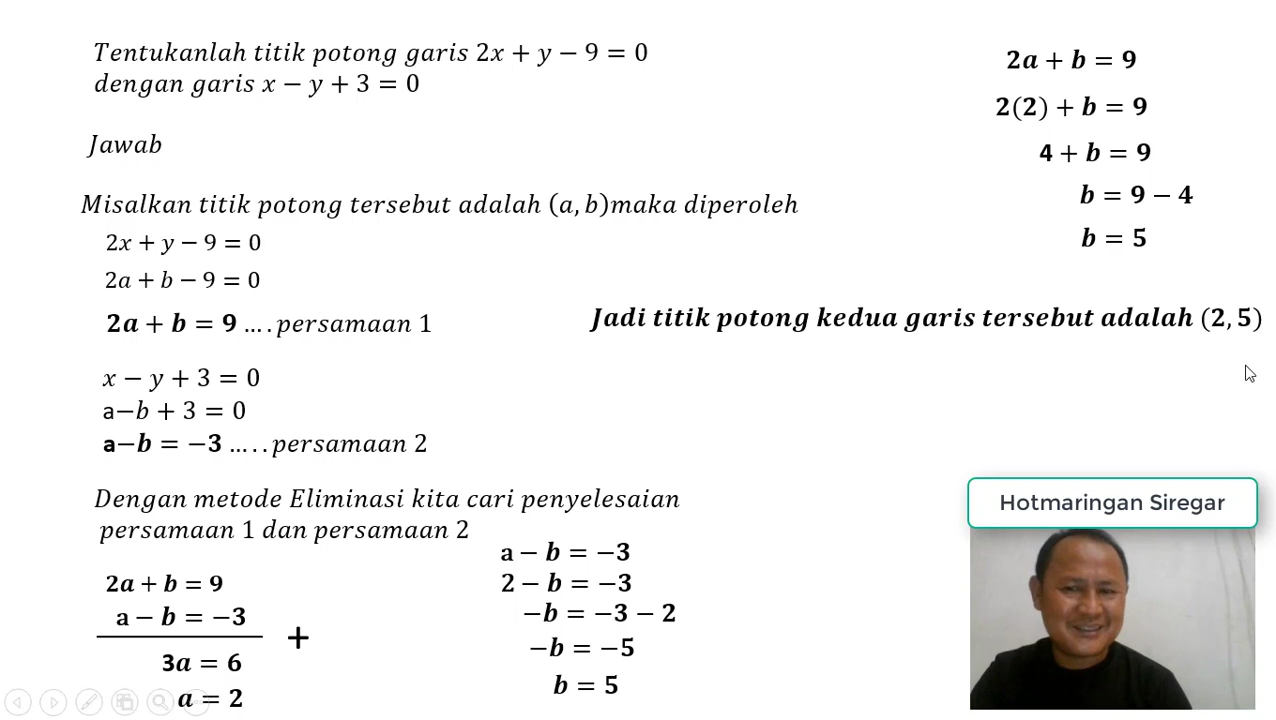 Tentukanlah titik potong garis 2x + y − 9 = 0
dengan garis x − y + 3 = 0
Jawab
Misalkan titik potong tersebut adalah (a, b)maka diperoleh
2x + y − 9 = 0
2a + b − 9 = 0
2a + b = 9 .... persamaan 1
x − y + 3 = 0
a−b + 3 = 0
a−b = −3 ..... persamaan 2
Dengan metode Eliminasi kita cari penyelesaian
persamaan 1 dan persamaan 2
2a + b = 9
a − b = −3
+
3a = 6
a = 2
a − b = −3
2 − b = −3
−b = −3 − 2
−b = −5
b = 5
2a + b = 9
2(2) + b = 9
4 + b = 9
b = 9 − 4
b = 5
Jadi titik potong kedua garis tersebut adalah (2, 5)
Hotmaringan Siregar